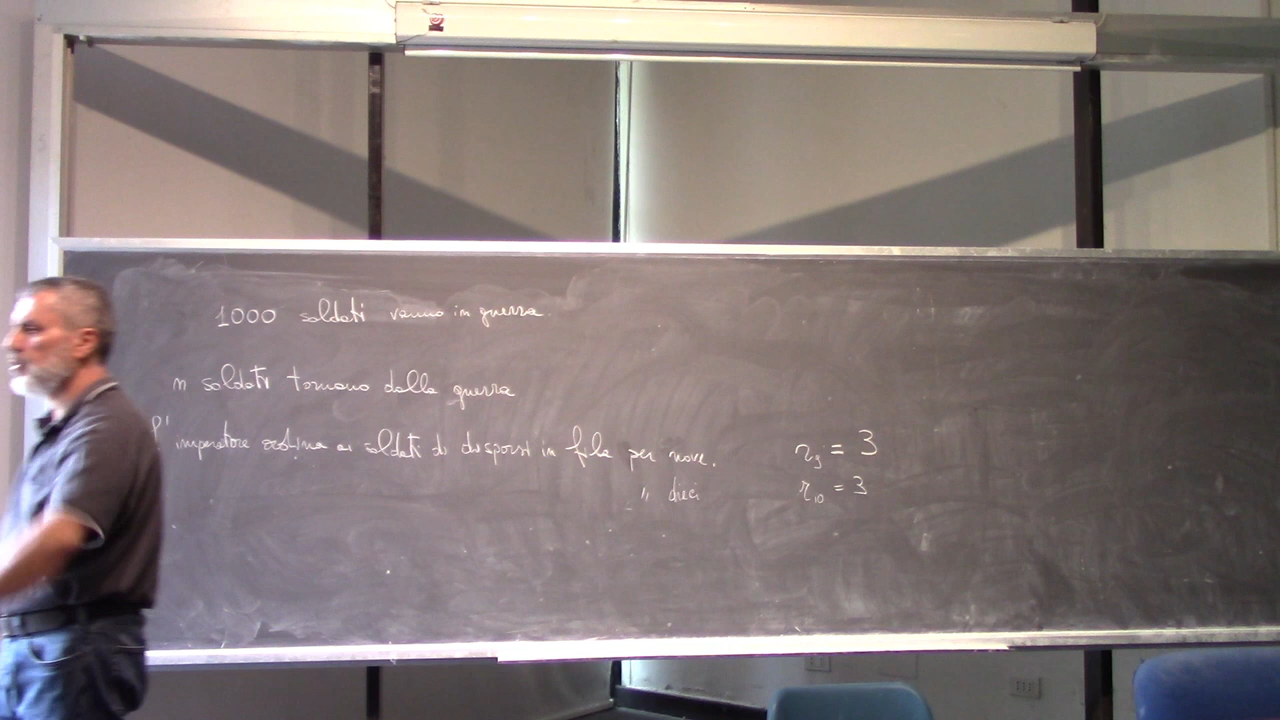 1000 soldati vanno in guerra.
n soldati tornano dalla guerra
l'imperatore ordina ai soldati di disporsi in fila per nove. r₉ = 3
" dieci r₁₀ = 3